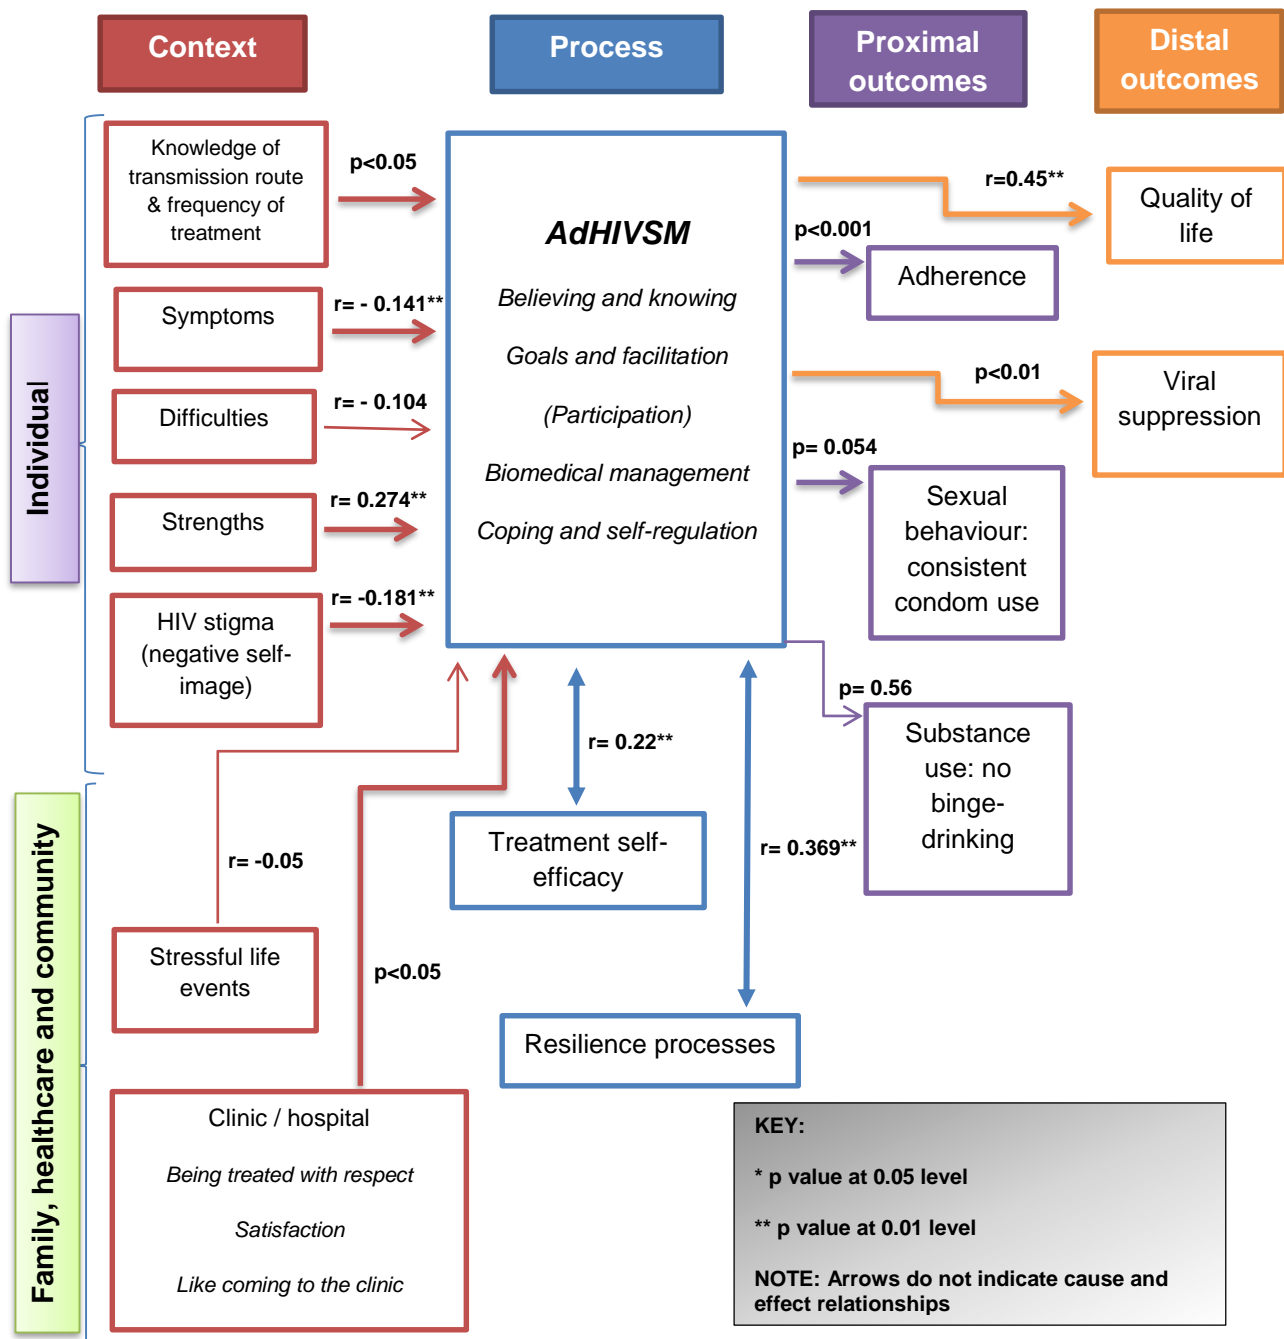 Context
Process
Proximal
outcomes
Distal
outcomes
Individual
Knowledge of
transmission route
& frequency of
treatment
p<0.05
Symptoms
r= - 0.141**
Difficulties
r= - 0.104
Strengths
r= 0.274**
HIV stigma
(negative self-
image)
r= -0.181**
AdHIVSM
Believing and knowing
Goals and facilitation
(Participation)
Biomedical management
Coping and self-regulation
r=0.45**
Quality of
life
p<0.001
Adherence
p<0.01
Viral
suppression
p= 0.054
Sexual
behaviour:
consistent
condom use
p= 0.56
Substance
use: no
binge-
drinking
r= 0.22**
Treatment self-
efficacy
r= 0.369**
Resilience processes
Family, healthcare and community
r= -0.05
Stressful life
events
p<0.05
Clinic / hospital
Being treated with respect
Satisfaction
Like coming to the clinic
KEY:
* p value at 0.05 level
** p value at 0.01 level
NOTE: Arrows do not indicate cause and
effect relationships